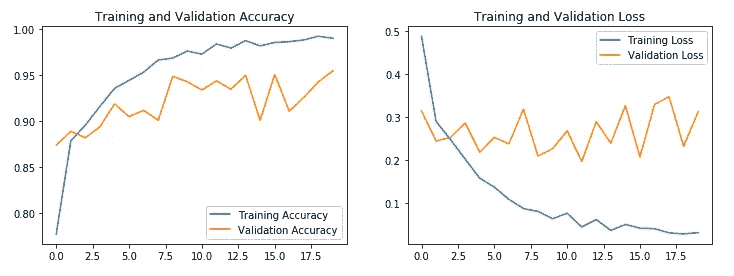 Training and Validation Accuracy
1.00
0.95
0.90
0.85
0.80
Training Accuracy
Validation Accuracy
0.0 2.5 5.0 7.5 10.0 12.5 15.0 17.5
Training and Validation Loss
0.5
0.4
0.3
0.2
0.1
Training Loss
Validation Loss
0.0 2.5 5.0 7.5 10.0 12.5 15.0 17.5